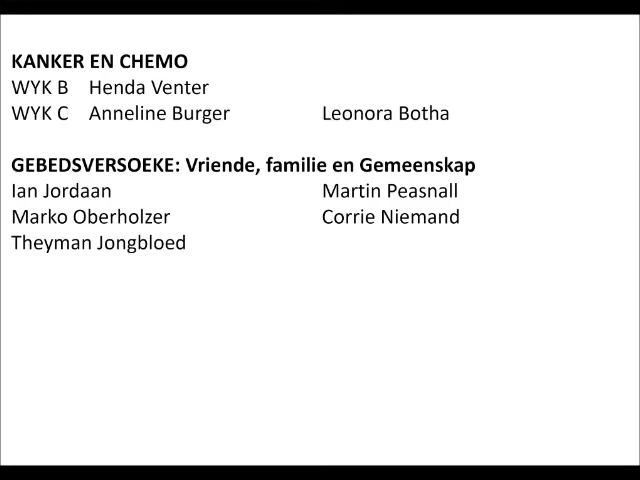 KANKER EN CHEMO
WYK B Henda Venter
WYK C Anneline Burger Leonora Botha
GEBEDSVERSOEKE: Vriende, familie en Gemeenskap
Ian Jordaan Martin Peasnall
Marko Oberholzer Corrie Niemand
Theyman Jongbloed